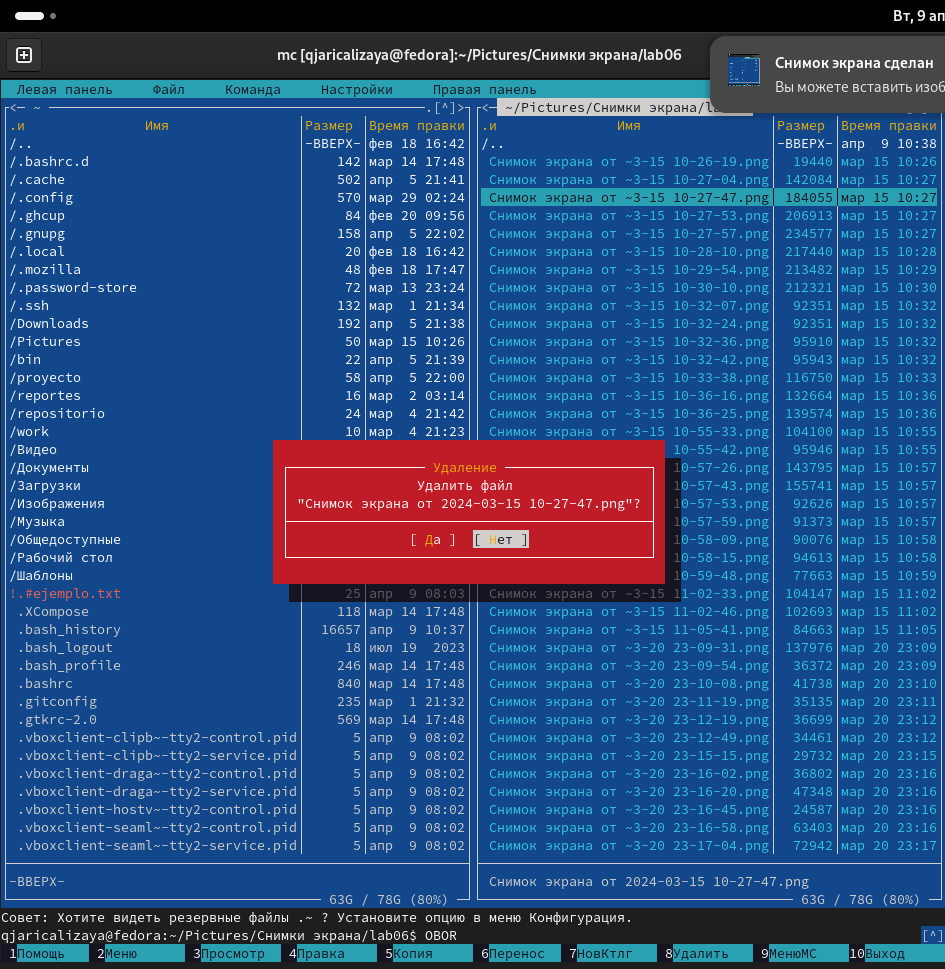 Вт, 9 ап
mc [qjaricalizaya@fedora]:~/Pictures/Снимки экрана/lab06
Снимок экрана сделан
Вы можете вставить изоб
Левая панель Файл Команда Настройки Правая панель
<— ~ .[^]> <— ~/Pictures/Снимки экрана/l
.и Имя Размер Время правки .и Имя Размер Время правки
/.. -ВВЕРХ- фев 18 16:42 /.. -ВВЕРХ- апр 9 10:38
/.bashrc.d 142 мар 14 17:48 Снимок экрана от ~3-15 10-26-19.png 19440 мар 15 10:26
/.cache 502 апр 5 21:41 Снимок экрана от ~3-15 10-27-04.png 142084 мар 15 10:27
/.config 570 мар 29 02:24 Снимок экрана от ~3-15 10-27-47.png 184055 мар 15 10:27
/.ghcup 84 фев 20 09:56 Снимок экрана от ~3-15 10-27-53.png 206913 мар 15 10:27
/.gnupg 158 апр 5 22:02 Снимок экрана от ~3-15 10-27-57.png 234577 мар 15 10:27
/.local 20 фев 18 16:42 Снимок экрана от ~3-15 10-28-10.png 217440 мар 15 10:28
/.mozilla 48 фев 18 17:47 Снимок экрана от ~3-15 10-29-54.png 213482 мар 15 10:29
/.password-store 72 мар 13 23:24 Снимок экрана от ~3-15 10-30-10.png 212321 мар 15 10:30
/.ssh 132 мар 1 21:34 Снимок экрана от ~3-15 10-32-07.png 92351 мар 15 10:32
/Downloads 192 апр 5 21:38 Снимок экрана от ~3-15 10-32-24.png 92351 мар 15 10:32
/Pictures 50 мар 15 10:26 Снимок экрана от ~3-15 10-32-36.png 95910 мар 15 10:32
/bin 22 апр 5 21:39 Снимок экрана от ~3-15 10-32-42.png 95943 мар 15 10:32
/proyecto 58 апр 5 22:00 Снимок экрана от ~3-15 10-33-38.png 116750 мар 15 10:33
/reportes 16 мар 2 03:14 Снимок экрана от ~3-15 10-36-16.png 132664 мар 15 10:36
/repositorio 24 мар 4 21:42 Снимок экрана от ~3-15 10-36-25.png 139574 мар 15 10:36
/work 10 мар 4 21:23 Снимок экрана от ~3-15 10-55-33.png 104100 мар 15 10:55
/Видео 10-55-42.png 95946 мар 15 10:55
/Документы Удаление 10-57-26.png 143795 мар 15 10:57
/Загрузки Удалить файл 10-57-43.png 155741 мар 15 10:57
/Изображения "Снимок экрана от 2024-03-15 10-27-47.png"? 10-57-53.png 92626 мар 15 10:57
/Музыка 10-57-59.png 91373 мар 15 10:57
/Общедоступные [ Да ] [ Нет ] 10-58-09.png 90076 мар 15 10:58
/Рабочий стол 10-58-15.png 94613 мар 15 10:58
/Шаблоны 10-59-48.png 77663 мар 15 10:59
!.#ejemplo.txt 25 апр 9 08:03 Снимок экрана от ~3-15 11-02-33.png 104147 мар 15 11:02
.XCompose 118 мар 14 17:48 Снимок экрана от ~3-15 11-02-46.png 102693 мар 15 11:02
.bash_history 16657 апр 9 10:37 Снимок экрана от ~3-15 11-05-41.png 84663 мар 15 11:05
.bash_logout 18 июл 19 2023 Снимок экрана от ~3-20 23-09-31.png 137976 мар 20 23:09
.bash_profile 246 мар 14 17:48 Снимок экрана от ~3-20 23-09-54.png 36372 мар 20 23:09
.bashrc 840 мар 14 17:48 Снимок экрана от ~3-20 23-10-08.png 41738 мар 20 23:10
.gitconfig 235 мар 1 21:32 Снимок экрана от ~3-20 23-11-19.png 35135 мар 20 23:11
.gtkrc-2.0 569 мар 14 17:48 Снимок экрана от ~3-20 23-12-19.png 36699 мар 20 23:12
.vboxclient-clipb~-tty2-control.pid 5 апр 9 08:02 Снимок экрана от ~3-20 23-12-49.png 34461 мар 20 23:12
.vboxclient-clipb~-tty2-service.pid 5 апр 9 08:02 Снимок экрана от ~3-20 23-15-15.png 29732 мар 20 23:15
.vboxclient-draga~-tty2-control.pid 5 апр 9 08:02 Снимок экрана от ~3-20 23-16-02.png 36802 мар 20 23:16
.vboxclient-draga~-tty2-service.pid 5 апр 9 08:02 Снимок экрана от ~3-20 23-16-20.png 47348 мар 20 23:16
.vboxclient-hostv~-tty2-control.pid 5 апр 9 08:02 Снимок экрана от ~3-20 23-16-45.png 24587 мар 20 23:16
.vboxclient-seaml~-tty2-control.pid 5 апр 9 08:02 Снимок экрана от ~3-20 23-16-58.png 63403 мар 20 23:16
.vboxclient-seaml~-tty2-service.pid 5 апр 9 08:02 Снимок экрана от ~3-20 23-17-04.png 72942 мар 20 23:17
-ВВЕРХ- Снимок экрана от 2024-03-15 10-27-47.png
63G / 78G (80%) 63G / 78G (80%)
Совет: Хотите видеть резервные файлы .~ ? Установите опцию в меню Конфигурация.
qjaricalizaya@fedora:~/Pictures/Снимки экрана/lab06$ OBOR [^]
1Помощь 2Меню 3Просмотр 4Правка 5Копия 6Перенос 7НовКтлг 8Удалить 9МенюMC 10Выход